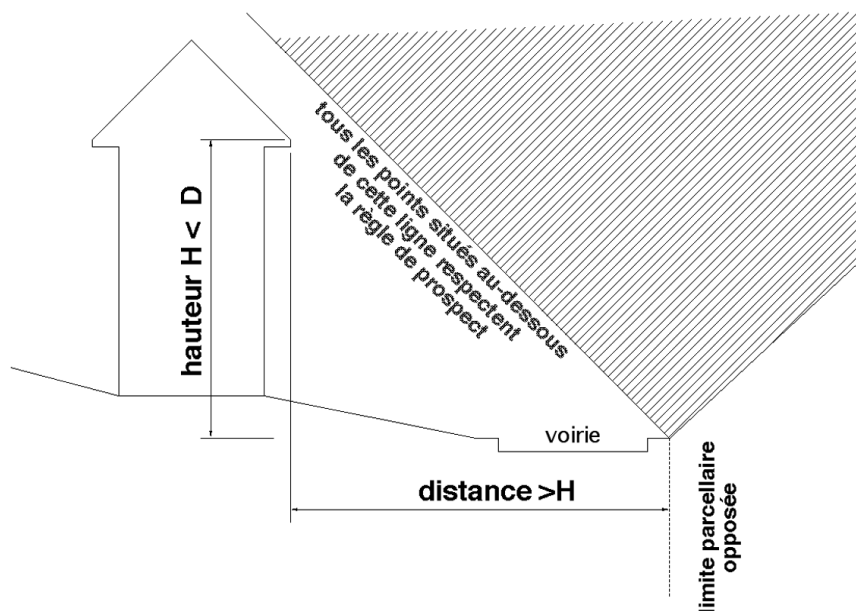 tous les points situés au-dessous
de cette ligne respectent
la règle de prospect
hauteur H < D
voirie
distance >H
limite parcellaire
opposée